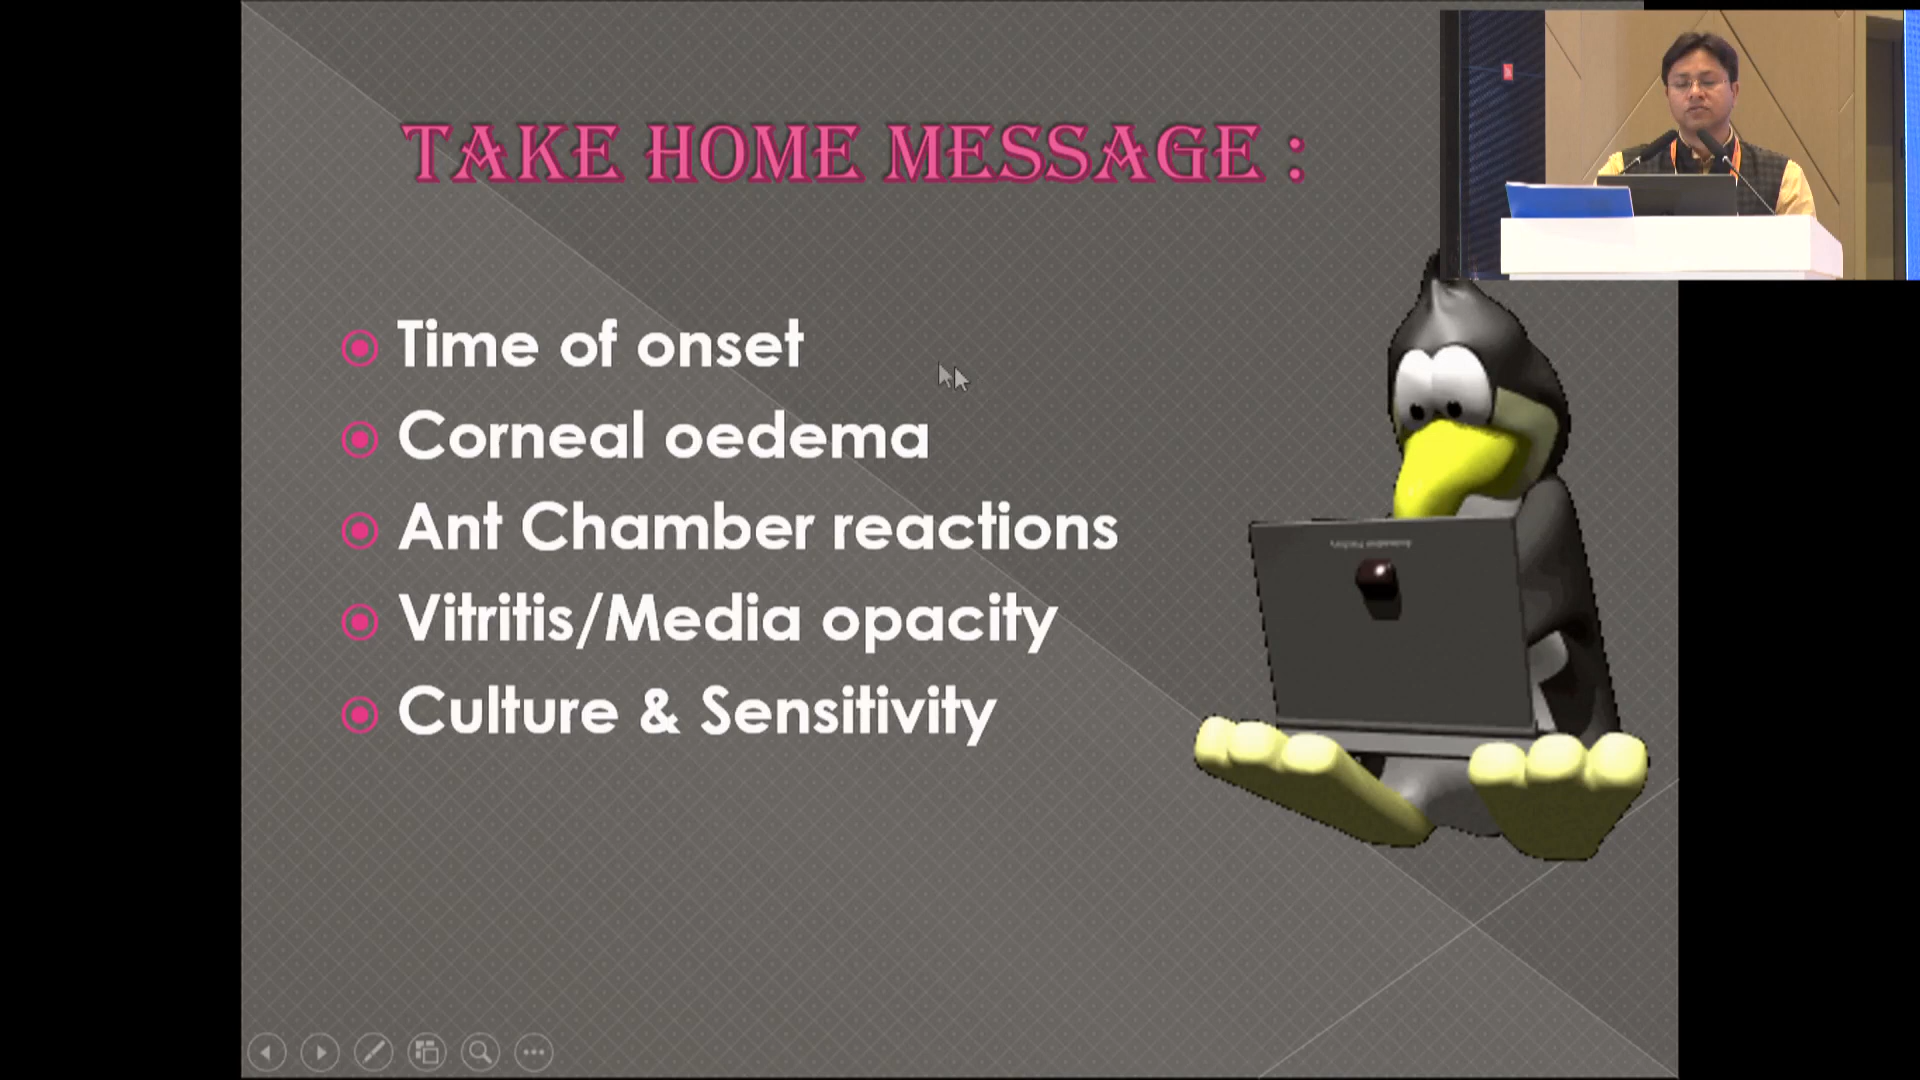 TAKE HOME MESSAGE :
Time of onset
Corneal oedema
Ant Chamber reactions
Vitritis/Media opacity
Culture & Sensitivity